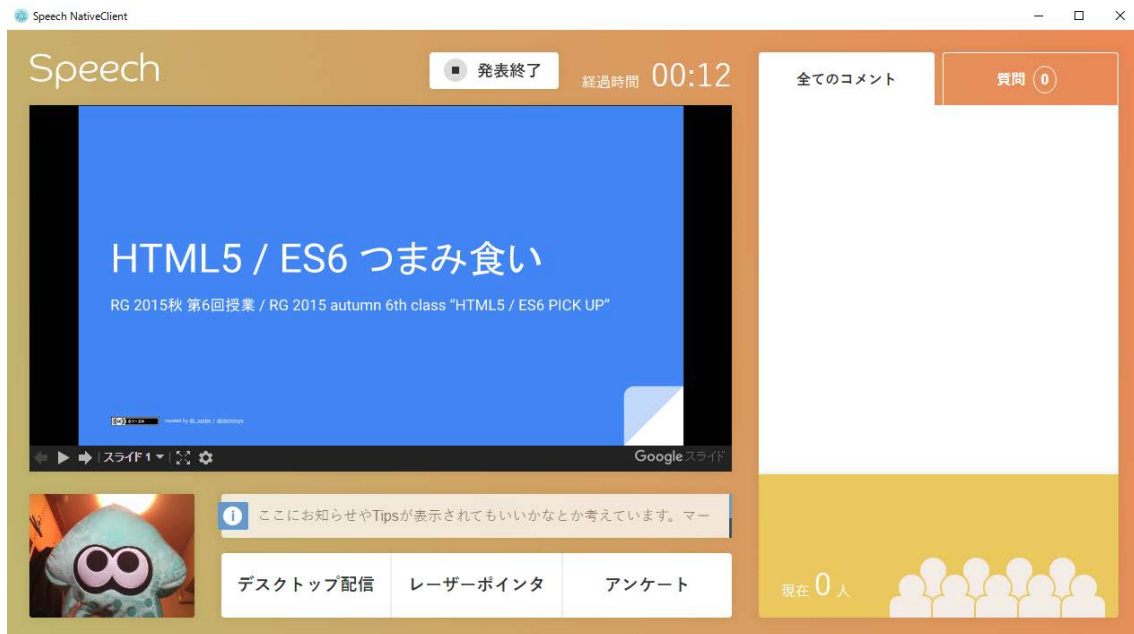 Speech NativeClient
Speech
発表終了
経過時間 00:12
全てのコメント
質問 0
HTML5 / ES6 つまみ食い
RG 2015秋 第6回授業 / RG 2015 autumn 6th class “HTML5 / ES6 PICK UP”
created by
スライド 1
Google スライド
ここにお知らせやTipsが表示されてもいいかなとか考えています。マー
デスクトップ配信
レーザーポインタ
アンケート
現在 0 人